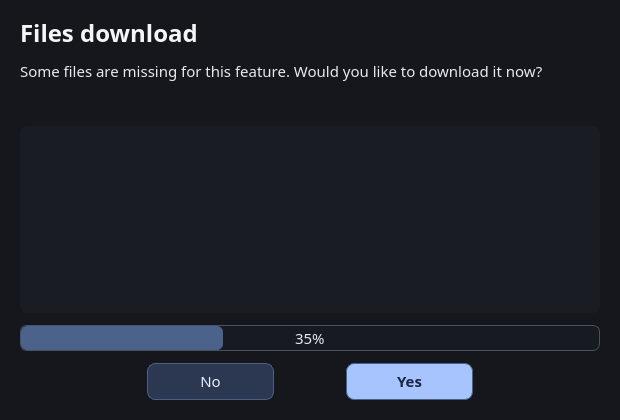 Files download
Some files are missing for this feature. Would you like to download it now?
35%
No
Yes